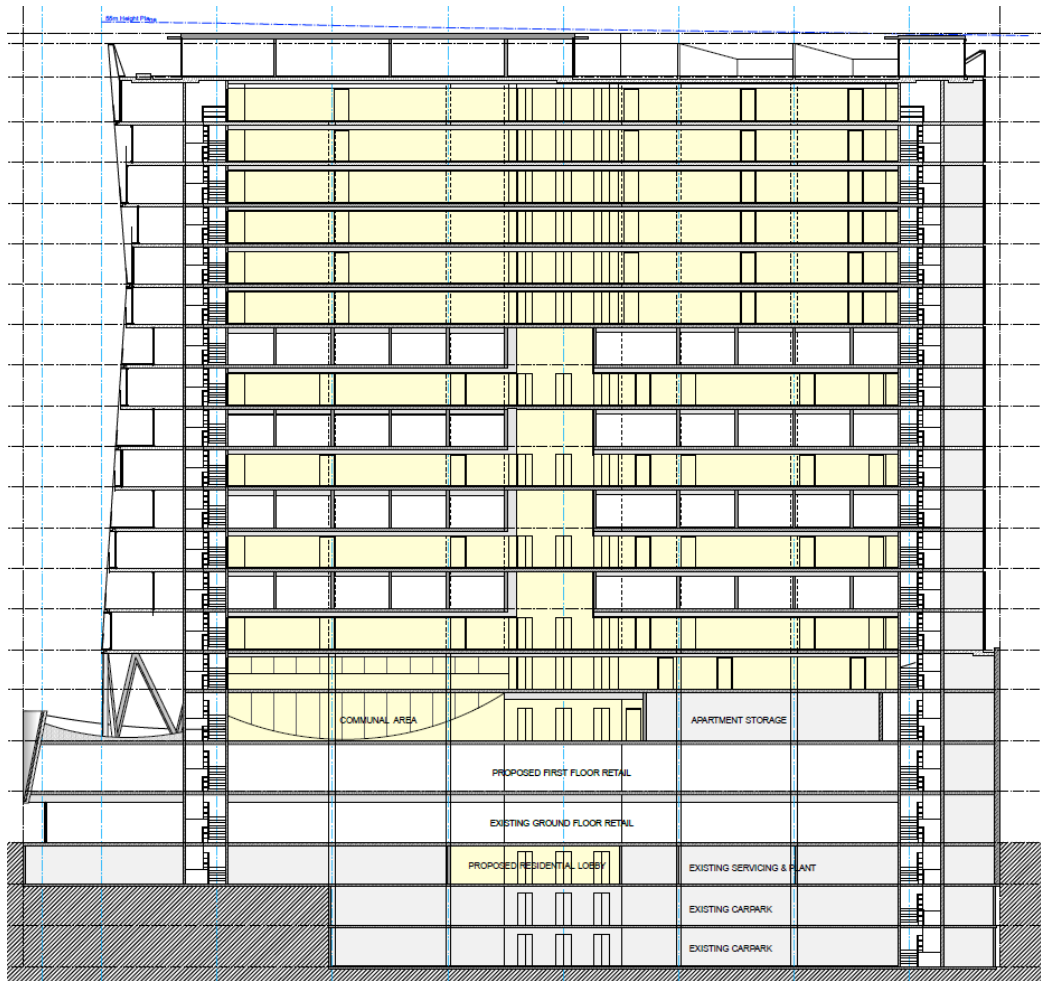 55m Height Plane
COMMUNAL AREA
APARTMENT STORAGE
PROPOSED FIRST FLOOR RETAIL
EXISTING GROUND FLOOR RETAIL
PROPOSED RESIDENTIAL LOBBY
EXISTING SERVICING & PLANT
EXISTING CARPARK
EXISTING CARPARK